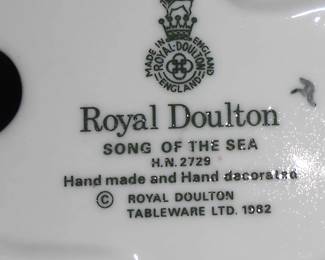 MADE IN ENGLAND
ROYAL·DOULTON
ENGLAND
Royal Doulton
SONG OF THE SEA
H.N. 2729
Hand made and Hand decorated
© ROYAL DOULTON
TABLEWARE LTD. 1982